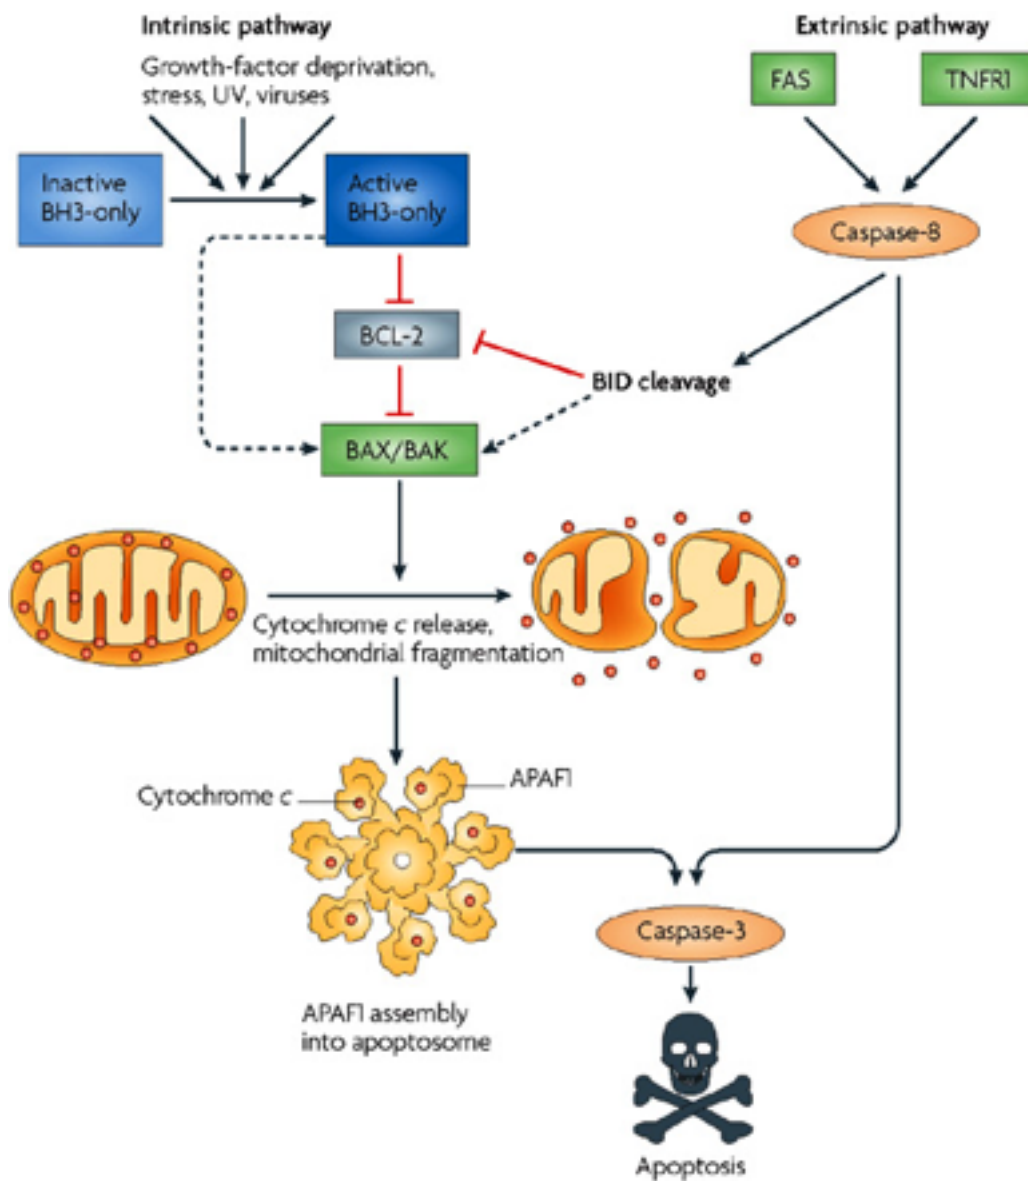 Intrinsic pathway
Growth-factor deprivation,
stress, UV, viruses
Extrinsic pathway
FAS
TNFR1
Inactive
BH3-only
Active
BH3-only
Caspase-8
BCL-2
BID cleavage
BAX/BAK
Cytochrome c release,
mitochondrial fragmentation
Cytochrome c
APAF1
Caspase-3
APAF1 assembly
into apoptosome
Apoptosis